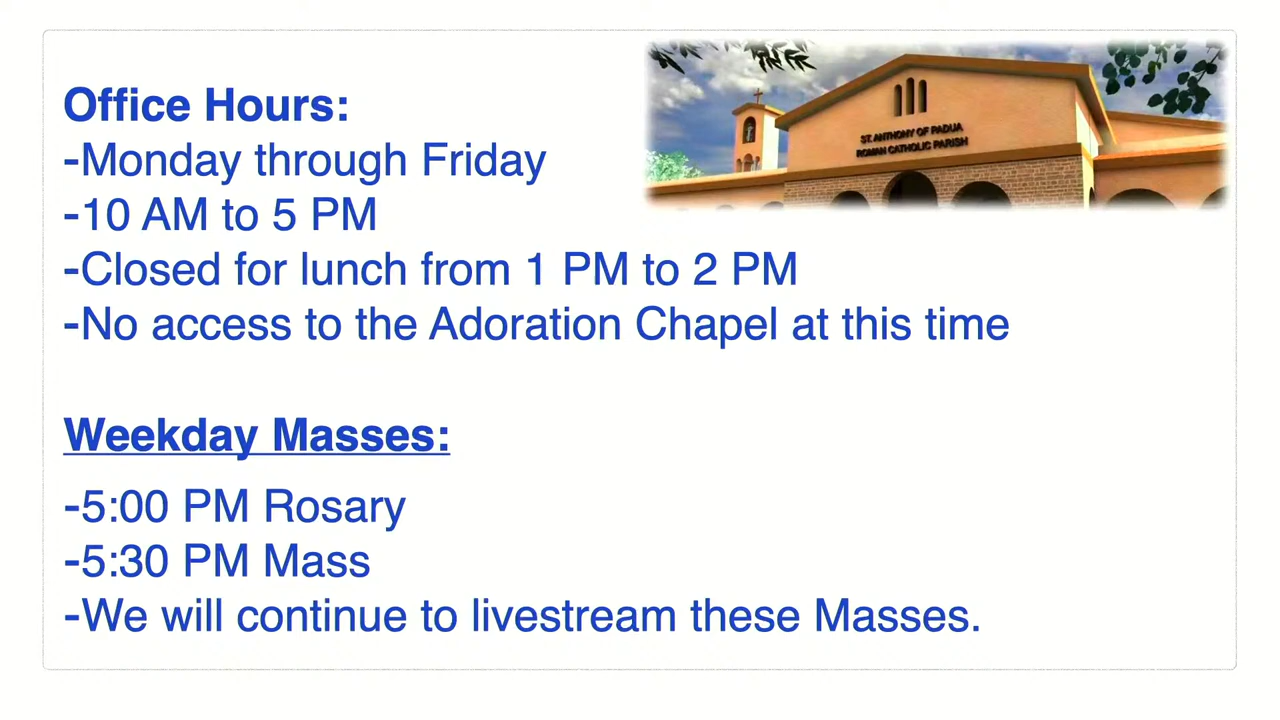 Office Hours:
-Monday through Friday
-10 AM to 5 PM
-Closed for lunch from 1 PM to 2 PM
-No access to the Adoration Chapel at this time
Weekday Masses:
-5:00 PM Rosary
-5:30 PM Mass
-We will continue to livestream these Masses.
ST. ANTHONY OF PADUA
ROMAN CATHOLIC PARISH